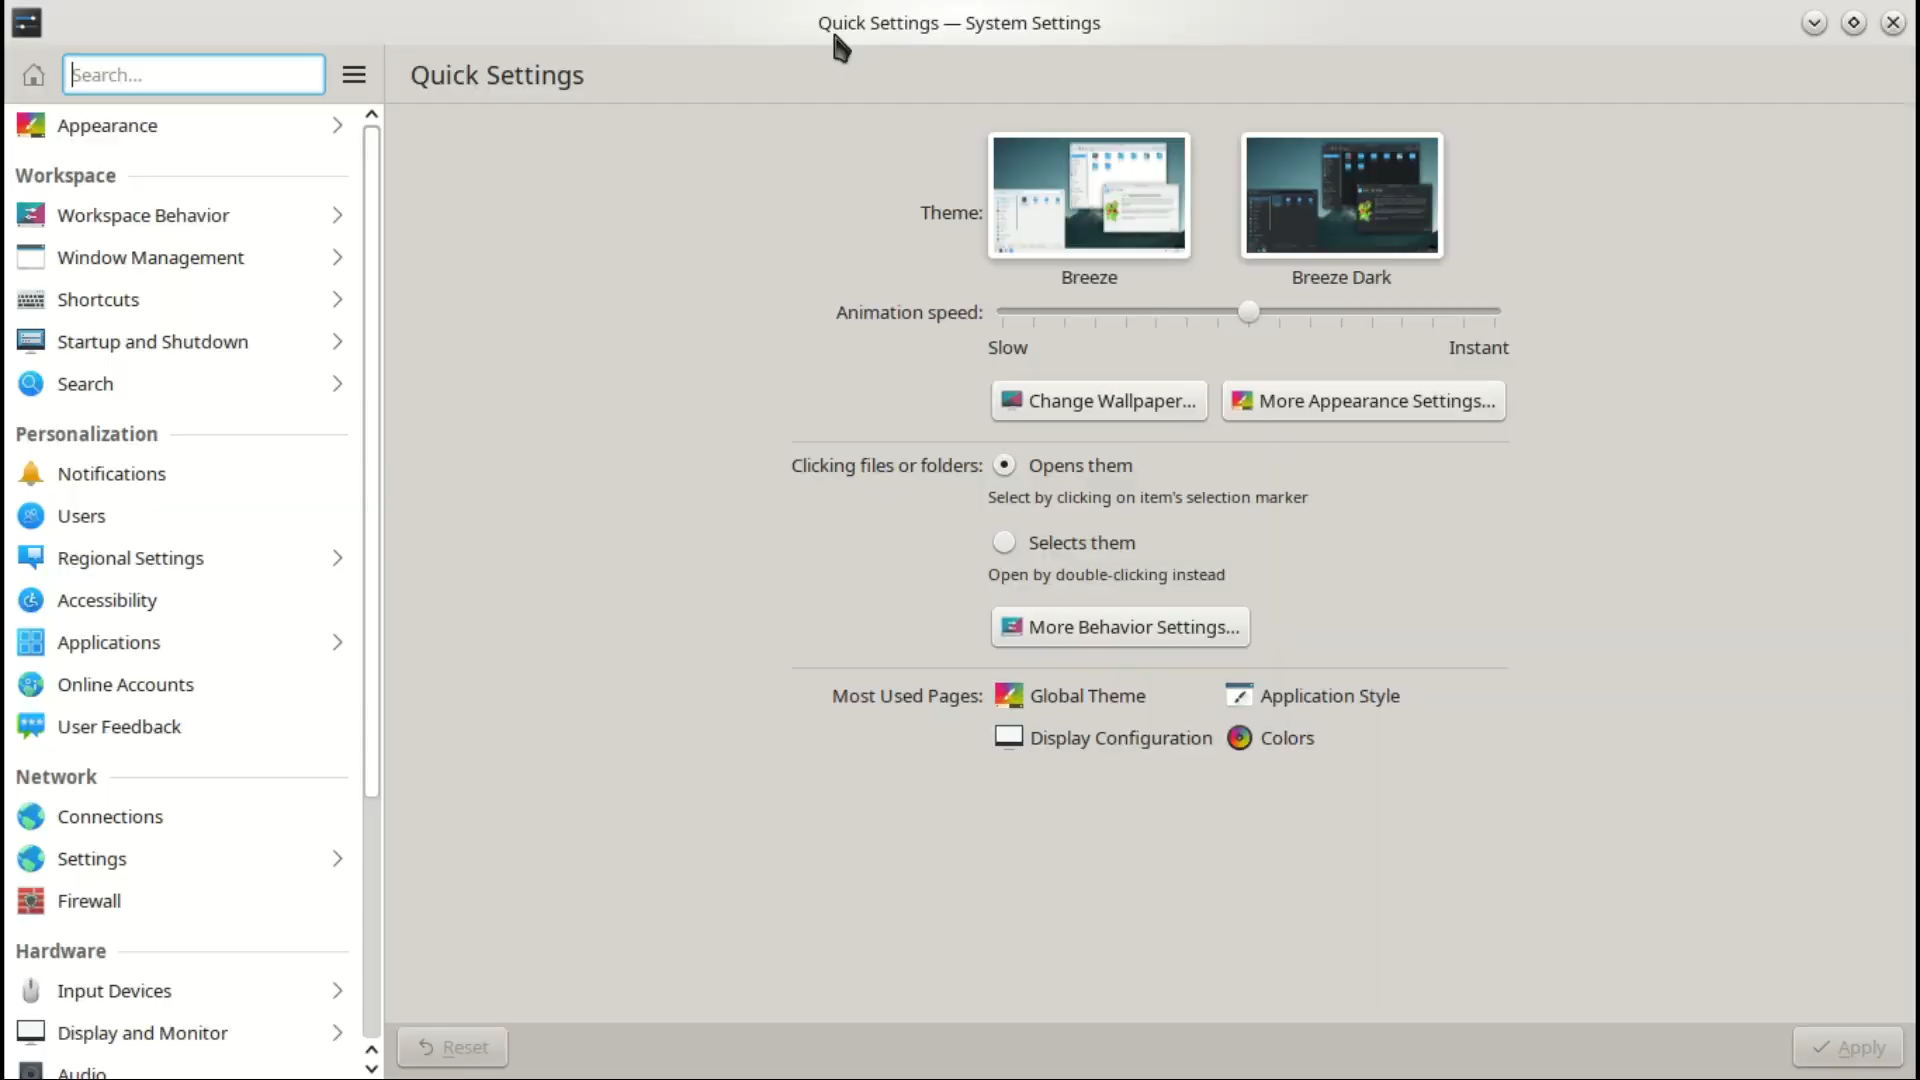 Quick Settings — System Settings
Search...
Quick Settings
Appearance
Workspace
Workspace Behavior
Window Management
Shortcuts
Startup and Shutdown
Search
Personalization
Notifications
Users
Regional Settings
Accessibility
Applications
Online Accounts
User Feedback
Network
Connections
Settings
Firewall
Hardware
Input Devices
Display and Monitor
Audio
Theme:
Breeze
Breeze Dark
Animation speed:
Slow
Instant
Change Wallpaper...
More Appearance Settings...
Clicking files or folders:
Opens them
Select by clicking on item's selection marker
Selects them
Open by double-clicking instead
More Behavior Settings...
Most Used Pages:
Global Theme
Application Style
Display Configuration
Colors
Reset
Apply